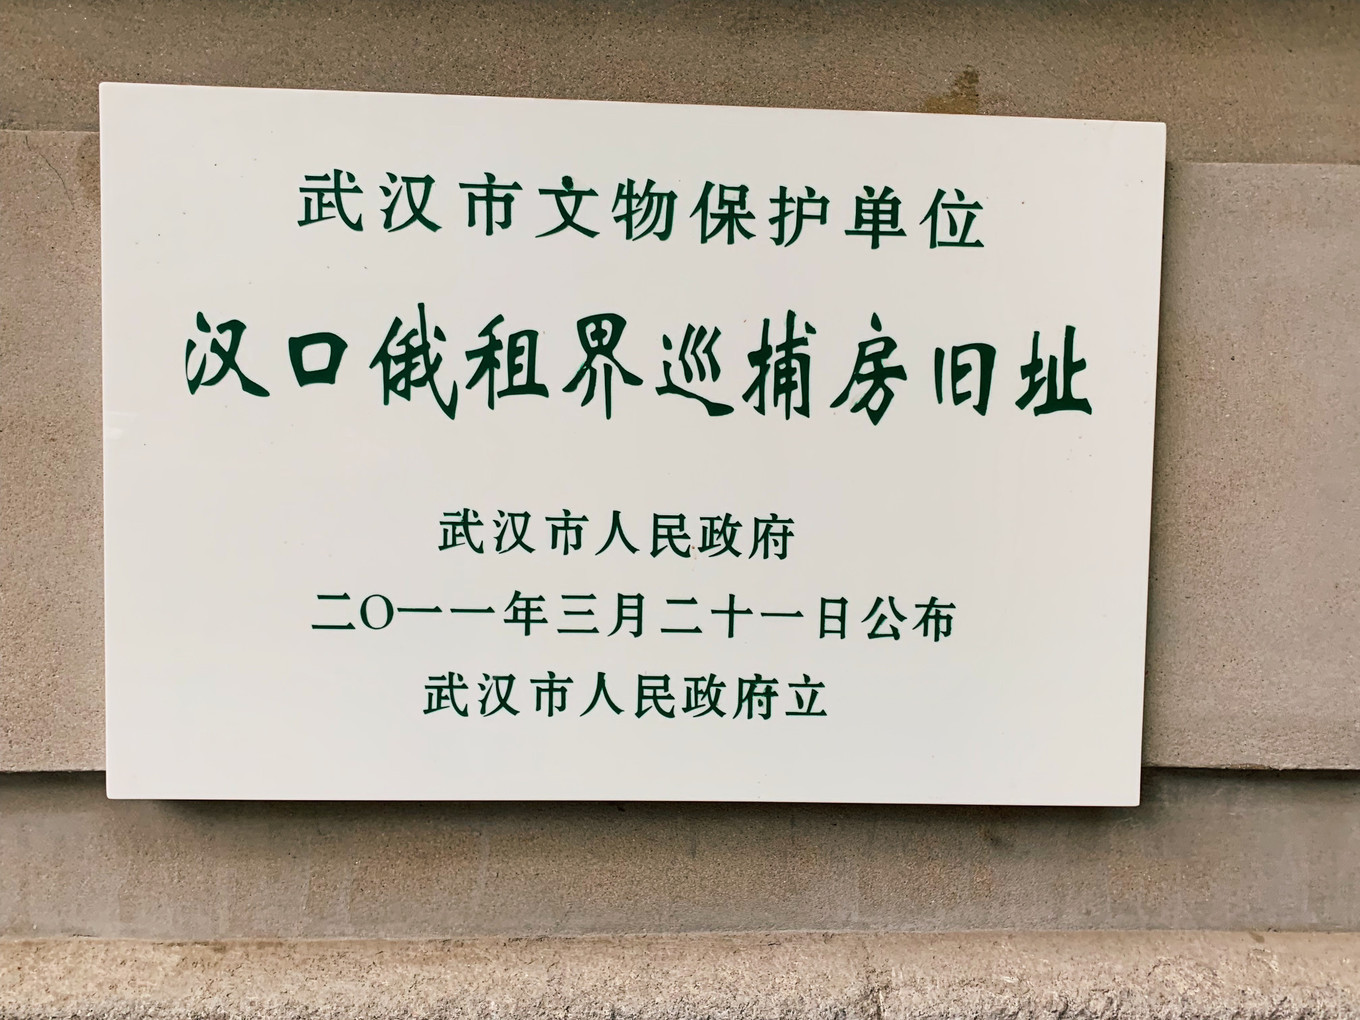 武汉市文物保护单位
汉口俄租界巡捕房旧址
武汉市人民政府
二〇一一年三月二十一日公布
武汉市人民政府立